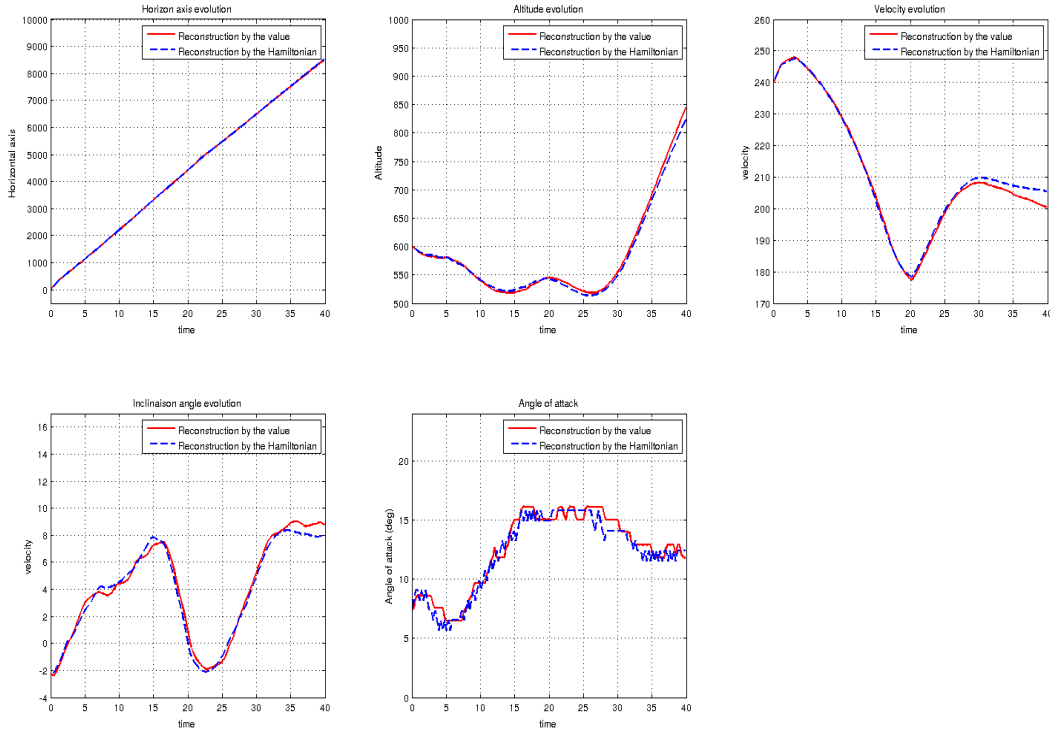 Horizon axis evolution
10000
9000
8000
7000
6000
5000
4000
3000
2000
1000
0
Horizontal axis
Reconstruction by the value
Reconstruction by the Hamiltonian
0 5 10 15 20 25 30 35 40
time
Altitude evolution
1000
950
900
850
800
750
700
650
600
550
500
Altitude
Reconstruction by the value
Reconstruction by the Hamiltonian
0 5 10 15 20 25 30 35 40
time
Velocity evolution
260
250
240
230
220
210
200
190
180
170
velocity
Reconstruction by the value
Reconstruction by the Hamiltonian
0 5 10 15 20 25 30 35 40
time
Inclinaison angle evolution
16
14
12
10
8
6
4
2
0
-2
-4
velocity
Reconstruction by the value
Reconstruction by the Hamiltonian
0 5 10 15 20 25 30 35 40
time
Angle of attack
20
15
10
5
0
Angle of attack (deg)
Reconstruction by the value
Reconstruction by the Hamiltonian
0 5 10 15 20 25 30 35 40
time